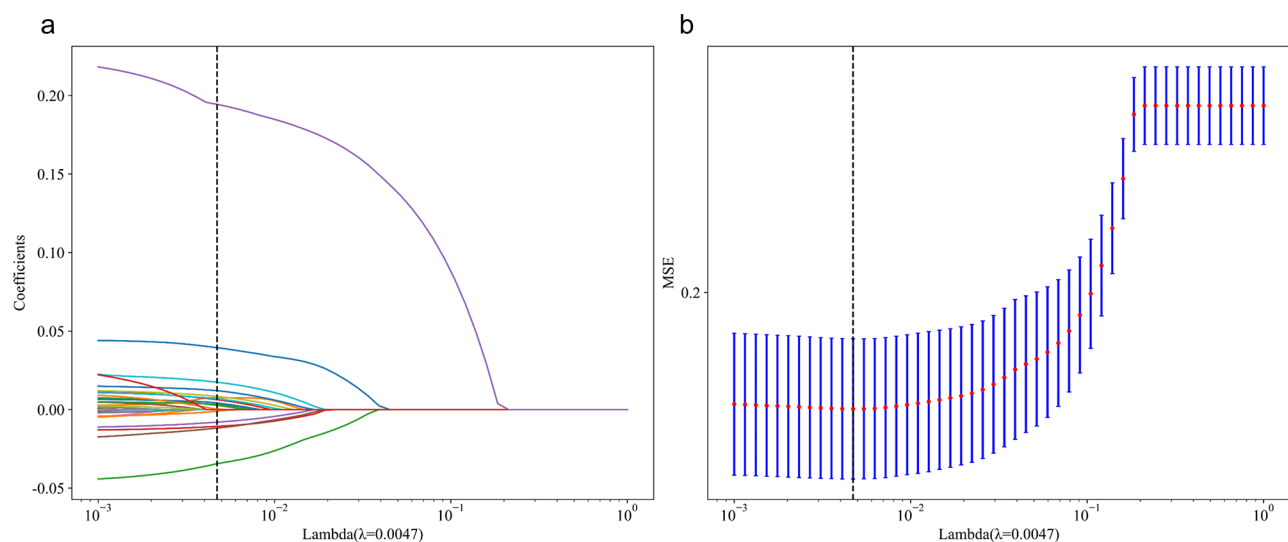 a
Coefficients
0.20
0.15
0.10
0.05
0.00
-0.05
10⁻³
10⁻²
10⁻¹
10⁰
Lambda(λ=0.0047)
b
MSE
0.2
10⁻³
10⁻²
10⁻¹
10⁰
Lambda(λ=0.0047)